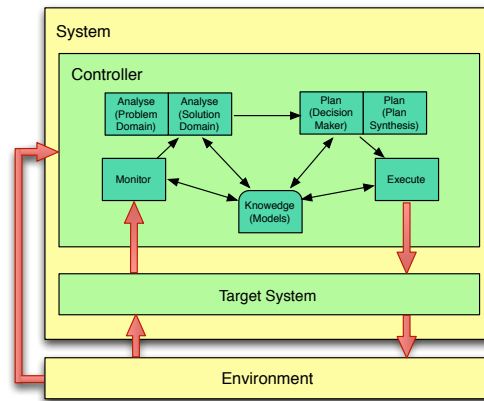 System
Controller
Analyse
(Problem
Domain)
Analyse
(Solution
Domain)
Plan
(Decision
Maker)
Plan
(Plan
Synthesis)
Monitor
Knowedge
(Models)
Execute
Target System
Environment